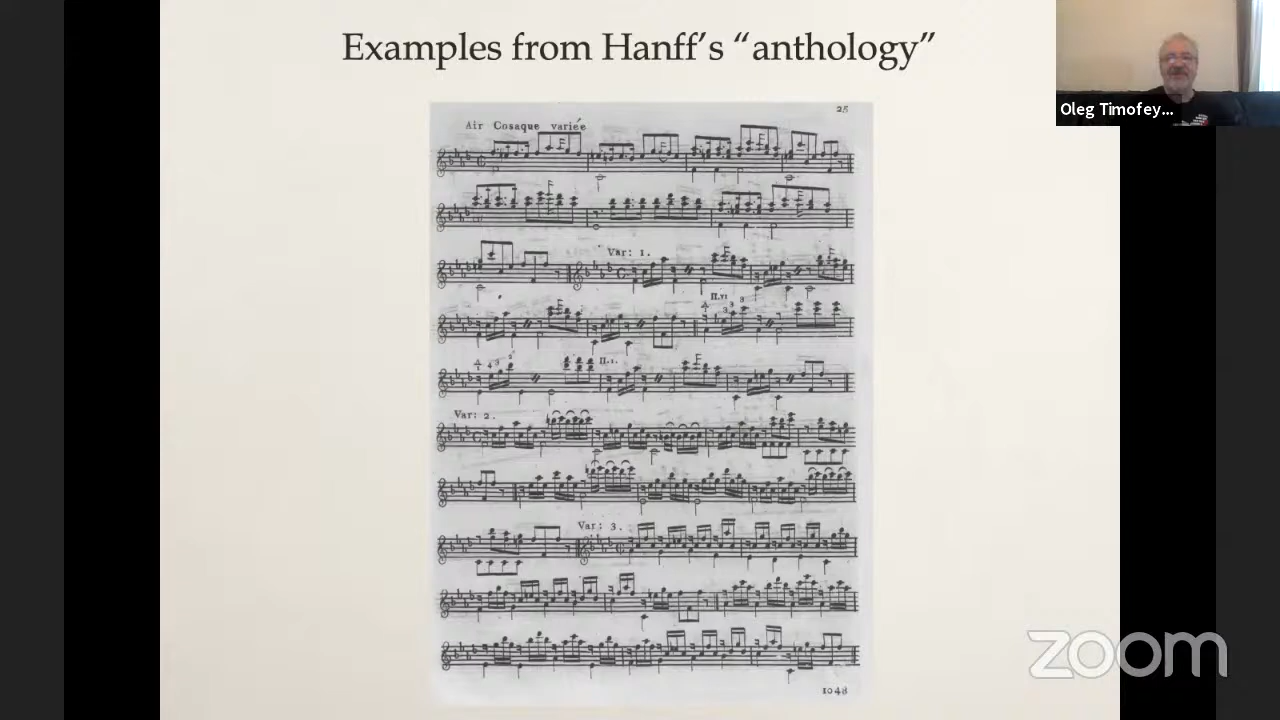 Examples from Hanff’s “anthology”
Oleg Timofey...
25
Air Cosaque variée
Var: 1.
Var: 2.
Var: 3.
1048
zoom